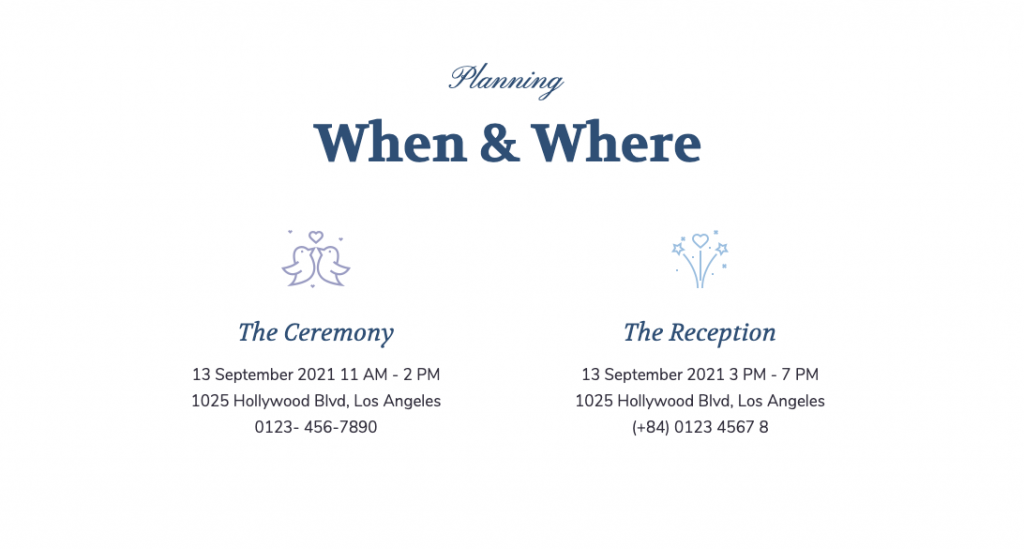 Planning
When & Where
The Ceremony
13 September 2021 11 AM - 2 PM
1025 Hollywood Blvd, Los Angeles
0123- 456-7890
The Reception
13 September 2021 3 PM - 7 PM
1025 Hollywood Blvd, Los Angeles
(+84) 0123 4567 8